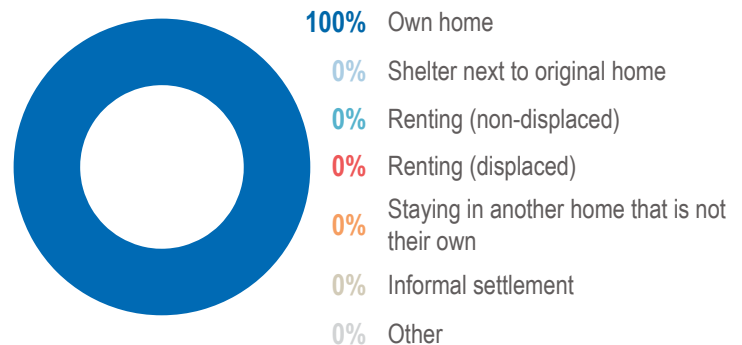 100% Own home
0% Shelter next to original home
0% Renting (non-displaced)
0% Renting (displaced)
0% Staying in another home that is not
their own
0% Informal settlement
0% Other